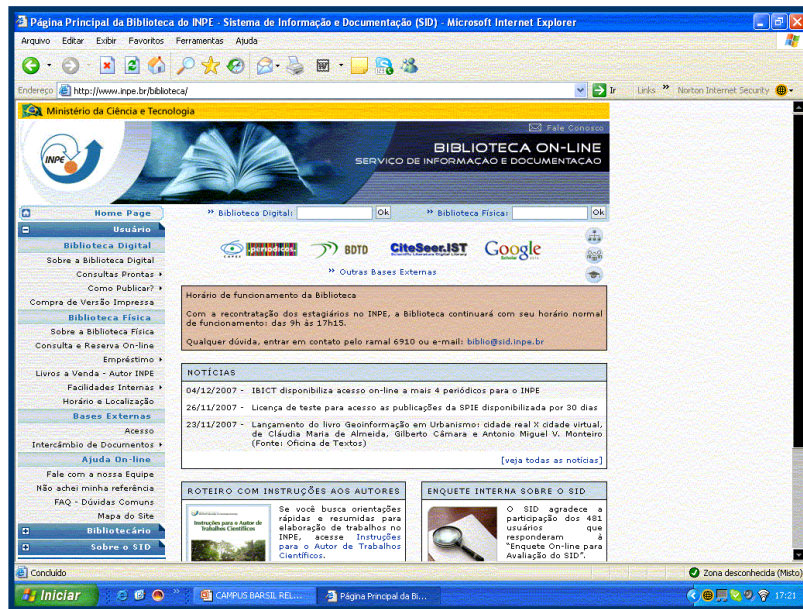 Página Principal da Biblioteca do INPE - Sistema de Informação e Documentação (SID) - Microsoft Internet Explorer
Arquivo Editar Exibir Favoritos Ferramentas Ajuda
Endereço http://www.inpe.br/biblioteca/ Ir Links » Norton Internet Security
Ministério da Ciência e Tecnologia
Fale Conosco
INPE
BIBLIOTECA ON-LINE
SERVIÇO DE INFORMAÇÃO E DOCUMENTAÇÃO
Home Page
» Biblioteca Digital: Ok » Biblioteca Física: Ok
Usuário
Biblioteca Digital
Sobre a Biblioteca Digital
Consultas Prontas
Como Publicar?
Compra de Versão Impressa
Biblioteca Física
Sobre a Biblioteca Física
Consulta e Reserva On-line
Empréstimo
Livros a Venda - Autor INPE
Facilidades Internas
Horário e Localização
Bases Externas
Acesso
Intercâmbio de Documentos
Ajuda On-line
Fale com a nossa Equipe
Não achei minha referência
FAQ - Dúvidas Comuns
Mapa do Site
Bibliotecário
Sobre o SID
CAPES periodicos. BDTD CiteSeer.IST Google
Scientific Literature Digital Library
» Outras Bases Externas
Horário de funcionamento da Biblioteca
Com a recontratação dos estagiários no INPE, a Biblioteca continuará com seu horário normal
de funcionamento: das 9h às 17h15.
Qualquer dúvida, entrar em contato pelo ramal 6910 ou e-mail: biblio@sid.inpe.br
NOTÍCIAS
04/12/2007 - IBICT disponibiliza acesso on-line a mais 4 periódicos para o INPE
26/11/2007 - Licença de teste para acesso as publicações da SPIE disponibilizada por 30 dias
23/11/2007 - Lançamento do livro Geoinformação em Urbanismo: cidade real X cidade virtual,
de Cláudia Maria de Almeida, Gilberto Câmara e Antonio Miguel V. Monteiro
(Fonte: Oficina de Textos)
[veja todas as notícias]
ROTEIRO COM INSTRUÇÕES AOS AUTORES
Instruções para o Autor de
Trabalhos Científicos
Se você busca orientações
rápidas e resumidas para
elaboração de trabalhos no
INPE, acesse Instruções
para o Autor de Trabalhos
Científicos.
ENQUETE INTERNA SOBRE O SID
O SID agradece a
participação dos 481
usuários que
responderam à
"Enquete On-line para
Avaliação do SID".
Concluído Zona desconhecida (Misto)
Iniciar » CAMPUS BARSIL REL... Página Principal da Bi... 17:21